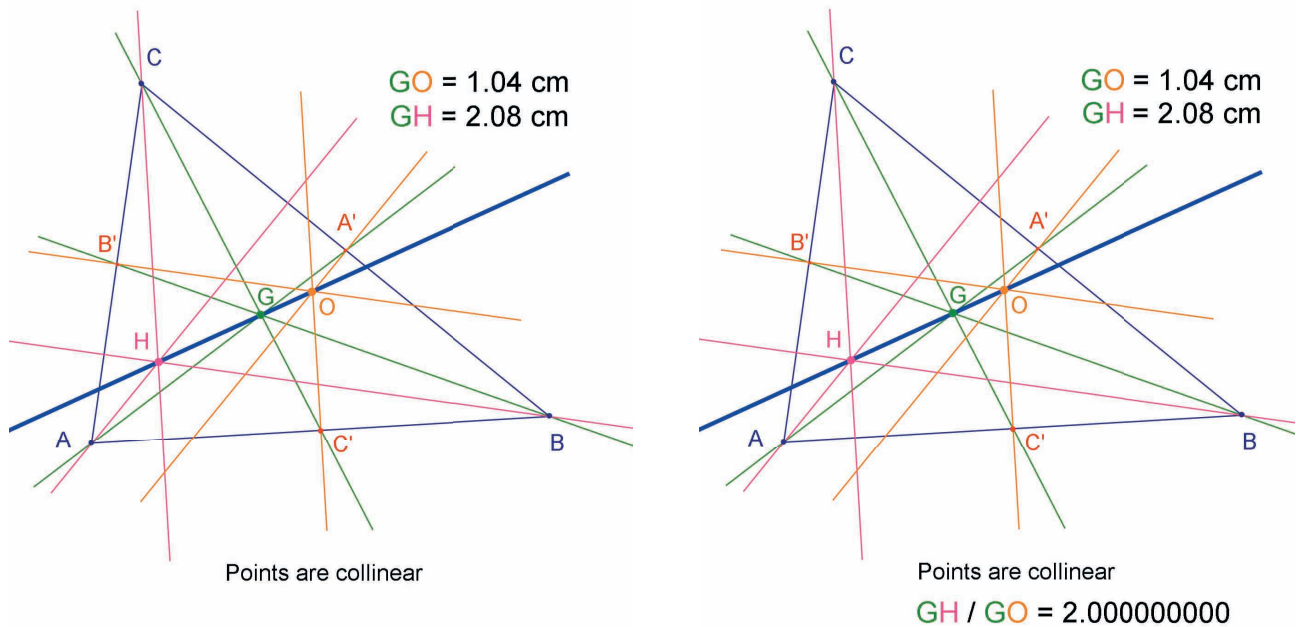 C
GO = 1.04 cm
GH = 2.08 cm
A'
B'
G
O
H
A
C'
B
Points are collinear
C
GO = 1.04 cm
GH = 2.08 cm
A'
B'
G
O
H
A
C'
B
Points are collinear
GH / GO = 2.000000000